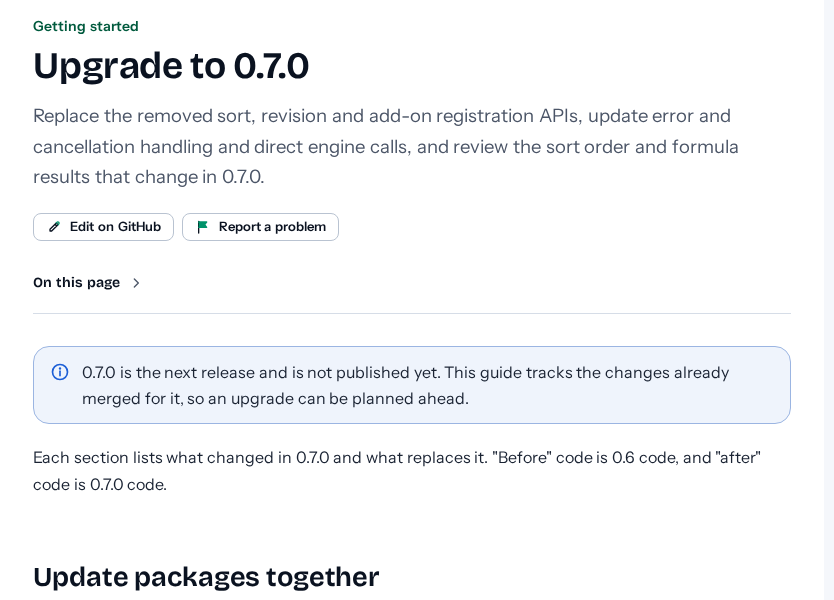 Getting started
Upgrade to 0.7.0
Replace the removed sort, revision and add-on registration APIs, update error and
cancellation handling and direct engine calls, and review the sort order and formula
results that change in 0.7.0.
Edit on GitHub
Report a problem
On this page
0.7.0 is the next release and is not published yet. This guide tracks the changes already
merged for it, so an upgrade can be planned ahead.
Each section lists what changed in 0.7.0 and what replaces it. "Before" code is 0.6 code, and "after"
code is 0.7.0 code.
Update packages together